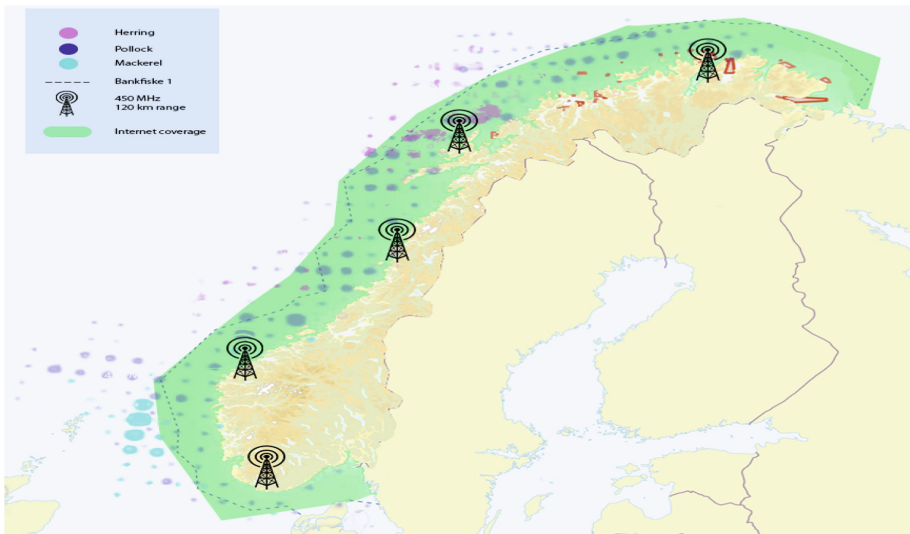 Herring
Pollock
Mackerel
Bankfiske 1
450 MHz
120 km range
Internet coverage